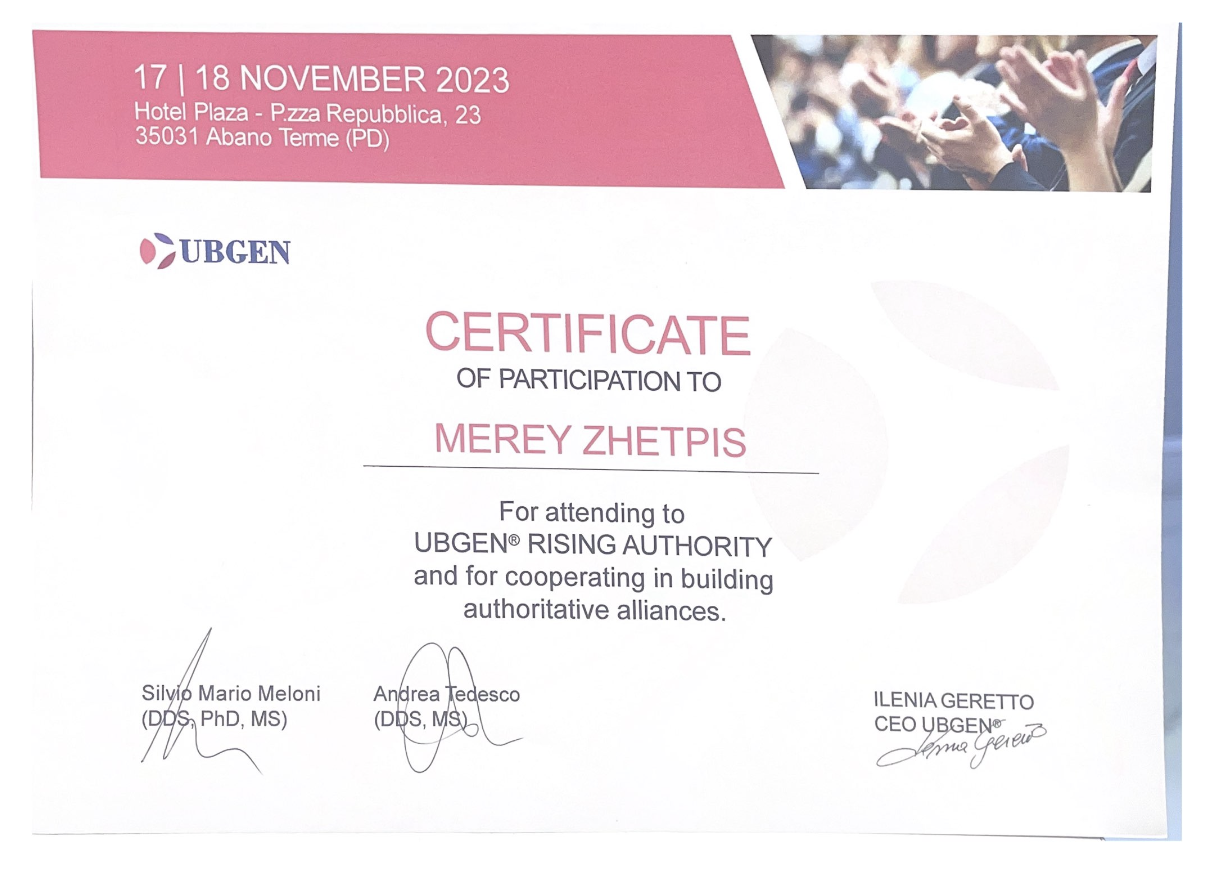 17 | 18 NOVEMBER 2023
Hotel Plaza - P.zza Repubblica, 23
35031 Abano Terme (PD)
UBGEN
CERTIFICATE
OF PARTICIPATION TO
MEREY ZHETPIS
For attending to
UBGEN® RISING AUTHORITY
and for cooperating in building
authoritative alliances.
Silvio Mario Meloni
(DDS, PhD, MS)
Andrea Tedesco
(DDS, MS)
ILENIA GERETTO
CEO UBGEN®